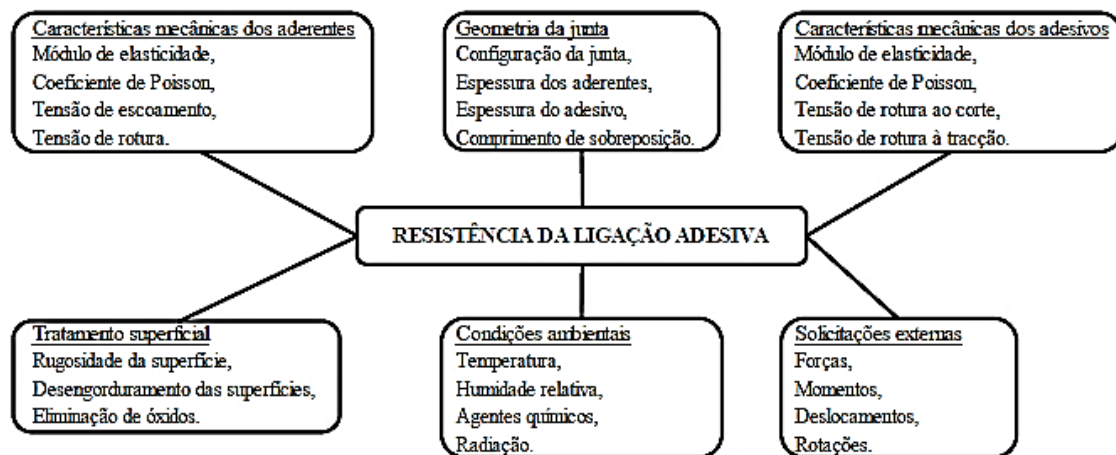 Características mecânicas dos aderentes
Módulo de elasticidade,
Coeficiente de Poisson,
Tensão de escoamento,
Tensão de rotura.
Geometria da junta
Configuração da junta,
Espessura dos aderentes,
Espessura do adesivo,
Comprimento de sobreposição.
Características mecânicas dos adesivos
Módulo de elasticidade,
Coeficiente de Poisson,
Tensão de rotura ao corte,
Tensão de rotura à tracção.
RESISTÊNCIA DA LIGAÇÃO ADESIVA
Tratamento superficial
Rugosidade da superfície,
Desengorduramento das superfícies,
Eliminação de óxidos.
Condições ambientais
Temperatura,
Humidade relativa,
Agentes químicos,
Radiação.
Solicitações externas
Forças,
Momentos,
Deslocamentos,
Rotações.